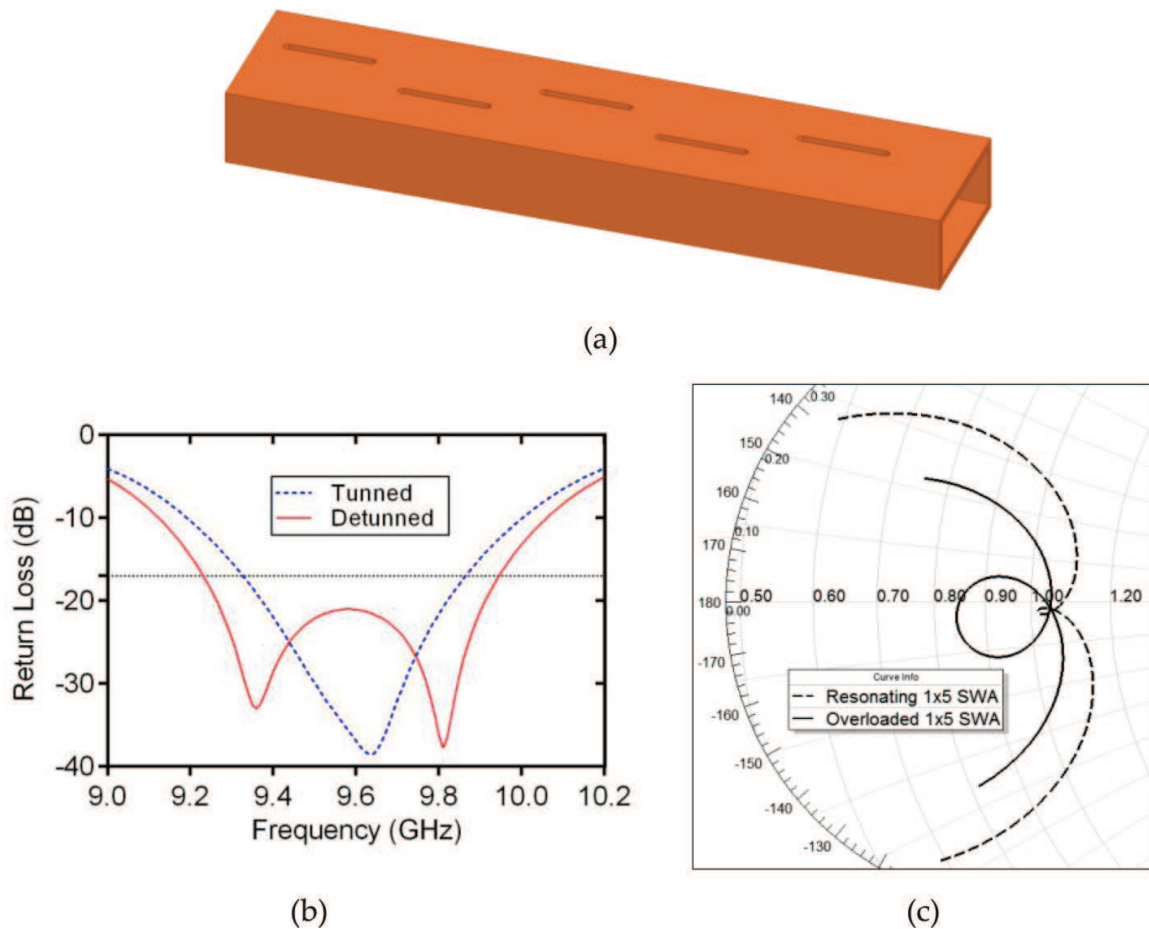 (a)
0
-10
-20
-30
-40
Return Loss (dB)
Tunned
Detunned
9.0 9.2 9.4 9.6 9.8 10.0 10.2
Frequency (GHz)
(b)
140 0.30
150
0.20
160
170 0.10
180 0.00 0.50 0.60 0.70 0.80 0.90 1.00 1.20
-170
-160
-150
-140
-130
Curve Info
Resonating 1x5 SWA
Overloaded 1x5 SWA
(c)